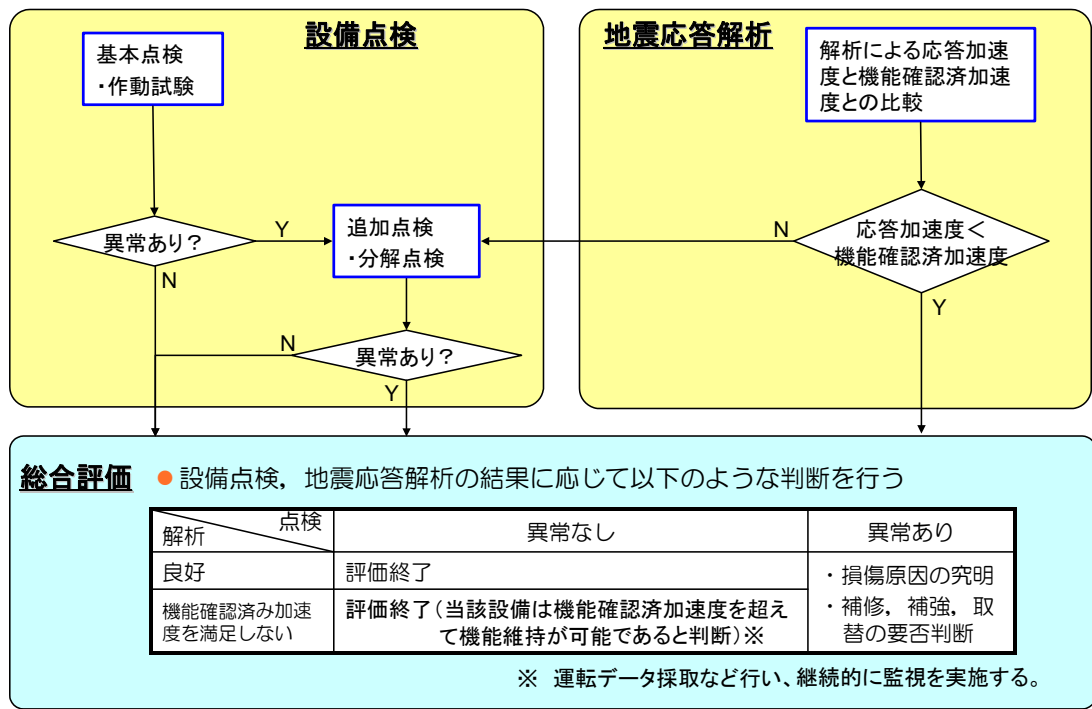 設備点検
基本点検
・作動試験
異常あり？
Y
N
追加点検
・分解点検
異常あり？
N
Y
地震応答解析
解析による応答加速
度と機能確認済加速
度との比較
応答加速度＜
機能確認済加速度
N
Y
総合評価
●設備点検，地震応答解析の結果に応じて以下のような判断を行う
点検
解析
異常なし
異常あり
良好
評価終了
・損傷原因の究明
・補修，補強，取
替の要否判断
機能確認済み加速
度を満足しない
評価終了（当該設備は機能確認済加速度を超え
て機能維持が可能であると判断）※
※ 運転データ採取など行い、継続的に監視を実施する。